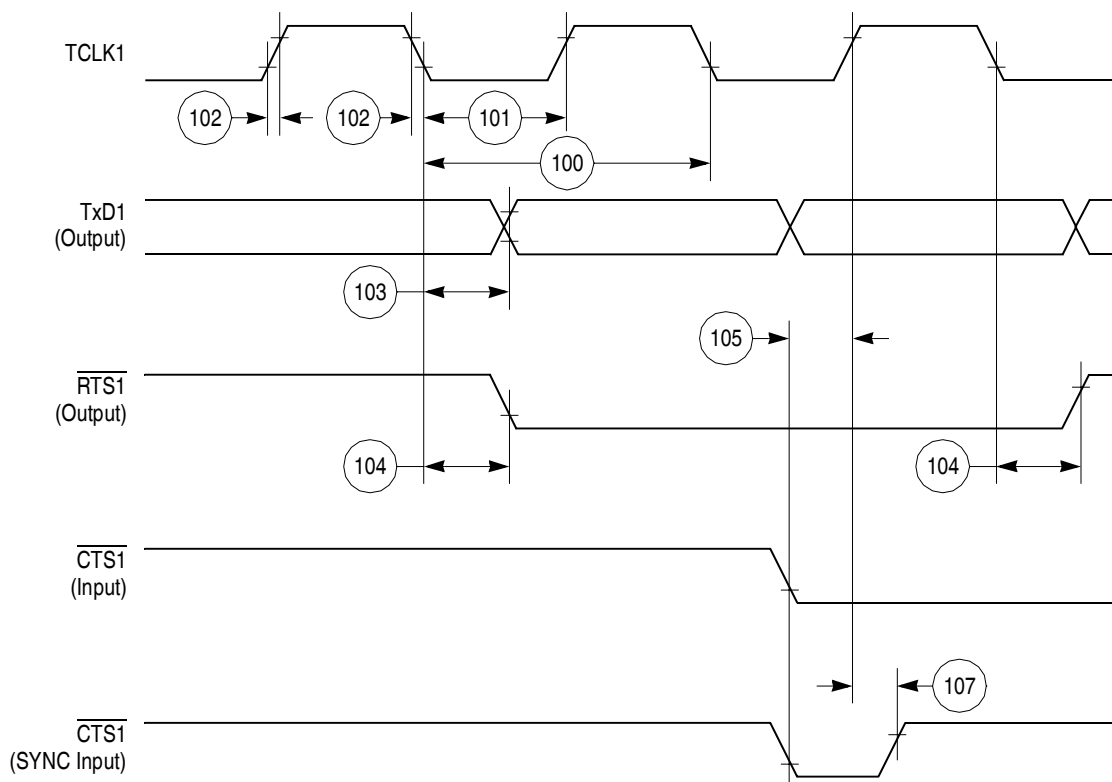 TCLK1
102
102
101
100
TxD1
(Output)
103
105
RTS1
(Output)
104
104
CTS1
(Input)
107
CTS1
(SYNC Input)